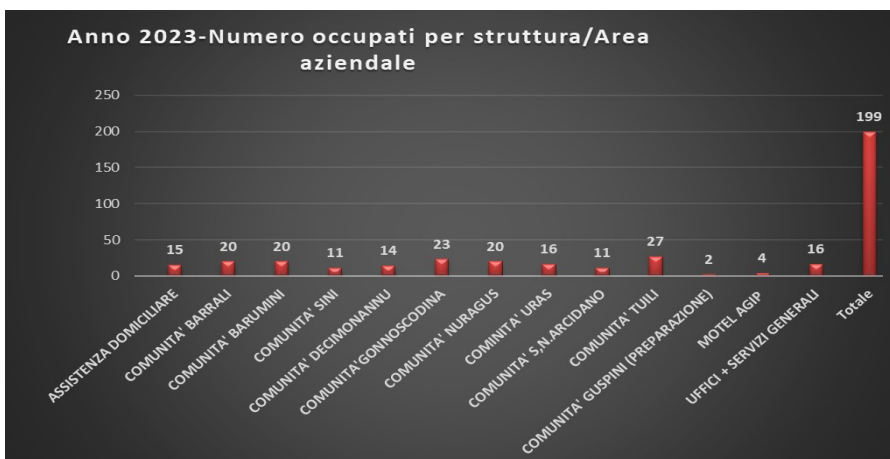 Anno 2023-Numero occupati per struttura/Area
aziendale
250
200
150
100
50
0
15
20
20
11
14
23
20
16
11
27
2
4
16
199
ASSISTENZA DOMICILIARE
COMUNITA' BARRALI
COMUNITA' BARUMINI
COMUNITA' SINI
COMUNITA' DECIMONANNU
COMUNITA'GONNOSCODINA
COMUNITA' NURAGUS
COMINITA' URAS
COMUNITA' S,N.ARCIDANO
COMUNITA' TUILI
COMUNITA' GUSPINI (PREPARAZIONE)
MOTEL AGIP
UFFICI + SERVIZI GENERALI
Totale